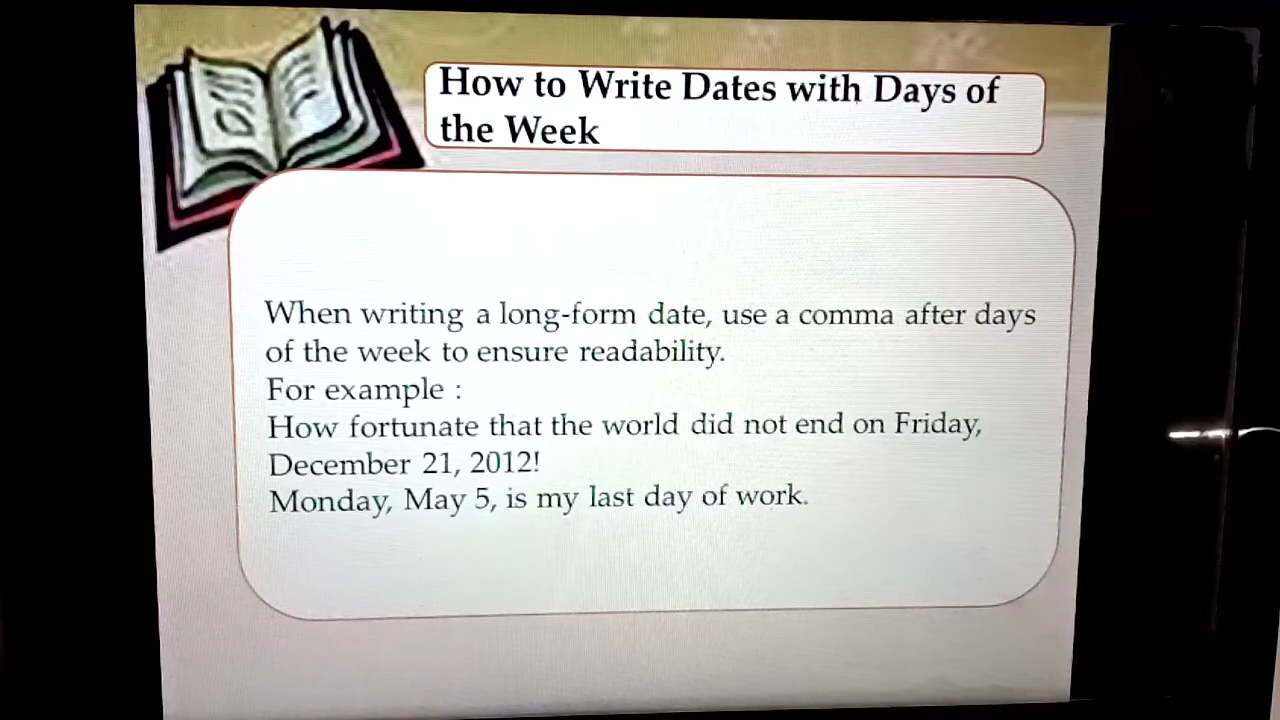 How to Write Dates with Days of
the Week
When writing a long-form date, use a comma after days
of the week to ensure readability.
For example :
How fortunate that the world did not end on Friday,
December 21, 2012!
Monday, May 5, is my last day of work.